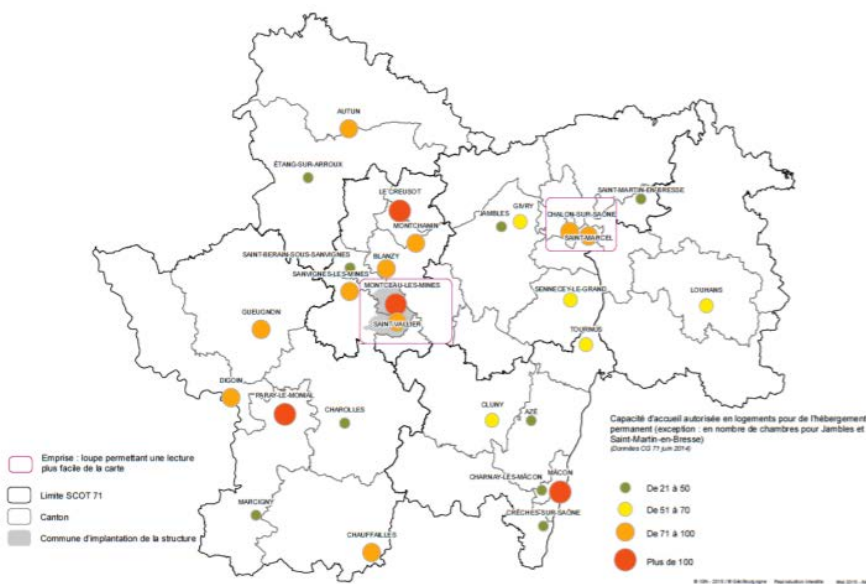 AUTUN
ÉTANG-SUR-ARROUX
LE CREUSOT
SAINT-MARTIN-EN-BRESSE
GIVRY
JAMBLES
CHALON-SUR-SAÔNE
MONTCHANIN
SAINT-MARCEL
SAINT-BERAIN-SOUS-SANVIGNES
BLANZY
SANVIGNES-LES-MINES
MONTCEAU-LES-MINES
SENNECEY-LE-GRAND
LOUHANS
GUEUGNON
SAINT-VALLIER
TOURNUS
DIGOIN
PARAY-LE-MONIAL
CHAROLLES
CLUNY
AZÉ
MÂCON
CHARNAY-LÈS-MÂCON
CRÊCHES-SUR-SAÔNE
MARCIGNY
CHAUFFAILLES
Emprise : loupe permettant une lecture
plus facile de la carte
Limite SCOT 71
Canton
Commune d'implantation de la structure
Capacité d'accueil autorisée en logements pour de l'hébergement
permanent (exception : en nombre de chambres pour Jambles et
Saint-Martin-en-Bresse)
(Données CG 71 juin 2014)
De 21 à 50
De 51 à 70
De 71 à 100
Plus de 100